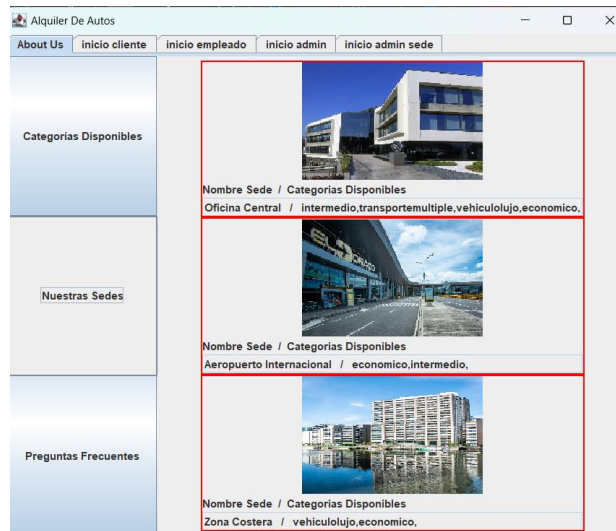 Alquiler De Autos
About Us inicio cliente inicio empleado inicio admin inicio admin sede
Categorias Disponibles
Nombre Sede / Categorias Disponibles
Oficina Central / intermedio,transportemultiple,vehiculolujo,economico,
Nuestras Sedes
EL DORADO
Nombre Sede / Categorias Disponibles
Aeropuerto Internacional / economico,intermedio,
Preguntas Frecuentes
Nombre Sede / Categorias Disponibles
Zona Costera / vehiculolujo,economico,